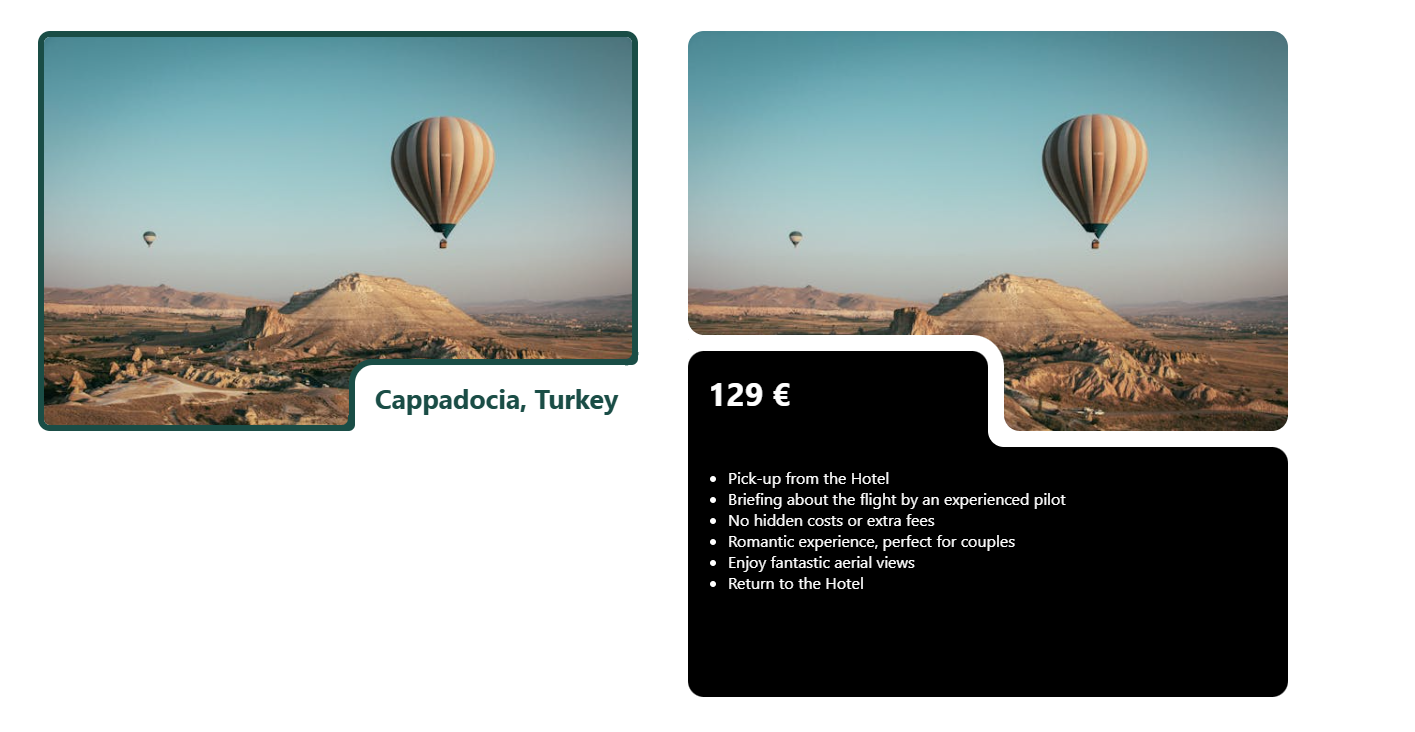 Cappadocia, Turkey
129 €
Pick-up from the Hotel
Briefing about the flight by an experienced pilot
No hidden costs or extra fees
Romantic experience, perfect for couples
Enjoy fantastic aerial views
Return to the Hotel